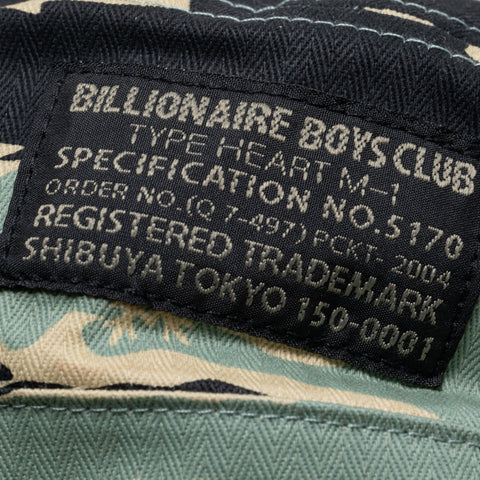 BILLIONAIRE BOYS CLUB
TYPE HEART M-1
SPECIFICATION NO.5170
ORDER NO.(Q 7-497) PCKT- 2004
REGISTERED TRADEMARK
SHIBUYA TOKYO 150-0001